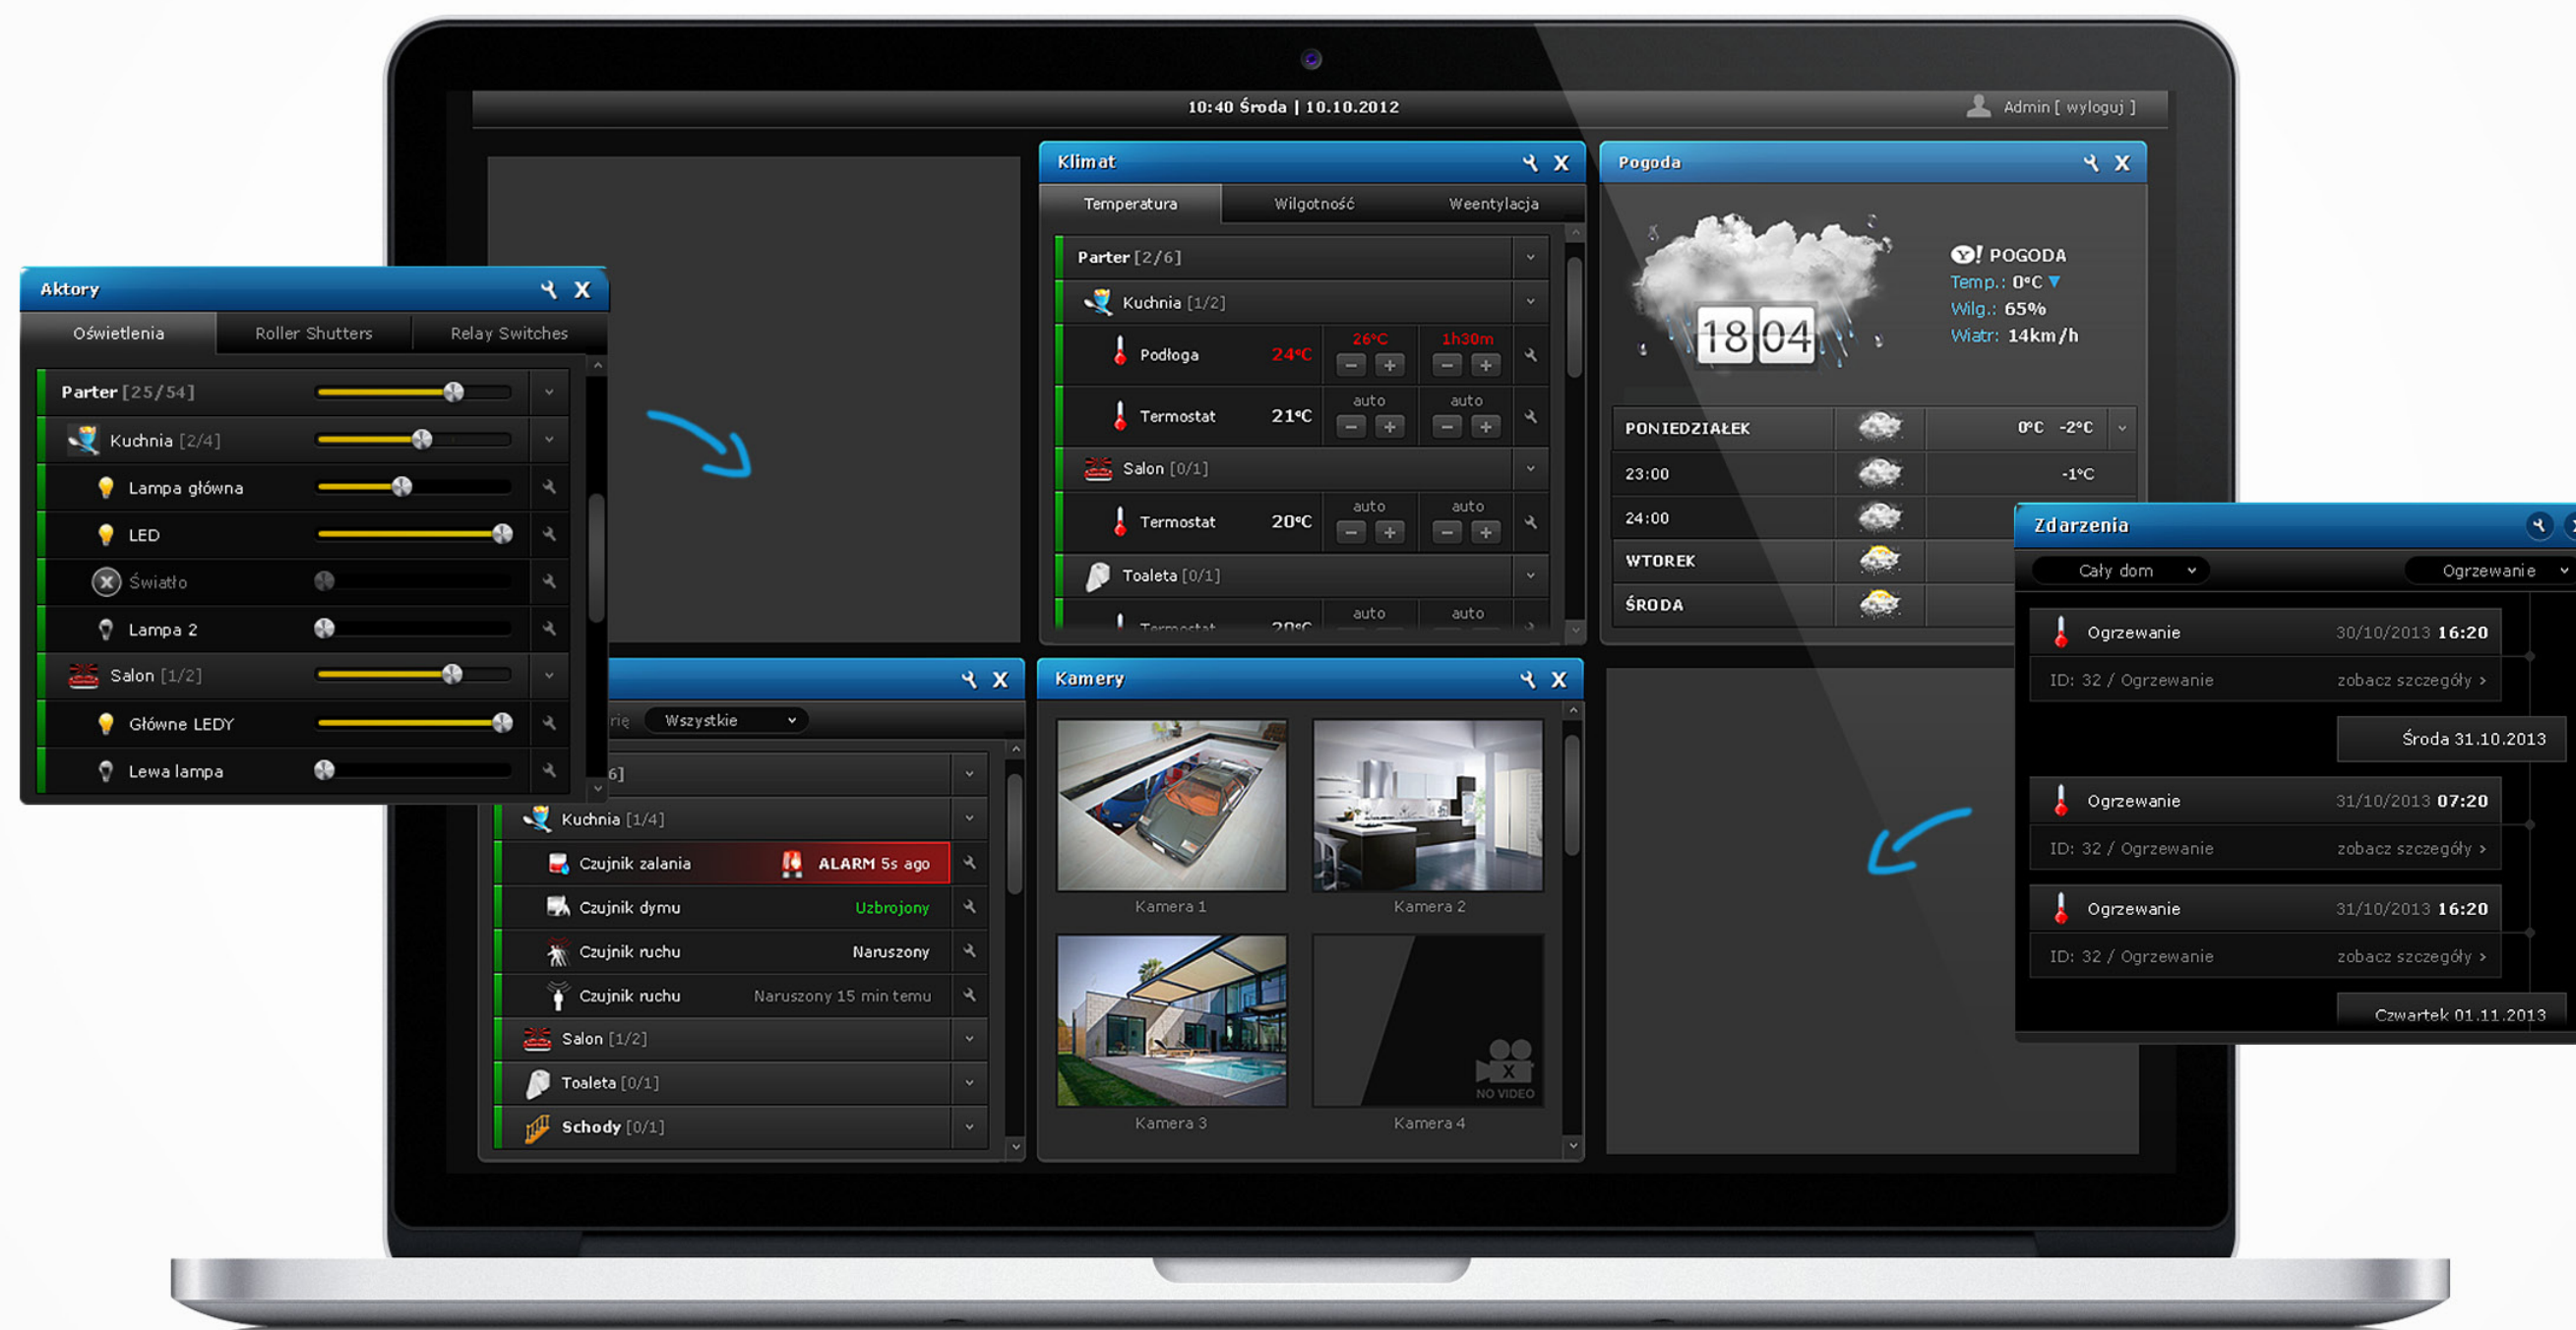 10:40 Środa | 10.10.2012
Admin [ wyloguj ]
Aktory
X
Oświetlenia
Roller Shutters
Relay Switches
Parter [25/54]
Kuchnia [2/4]
Lampa główna
LED
Światło
Lampa 2
Salon [1/2]
Główne LEDY
Lewa lampa
Klimat
X
Temperatura
Wilgotność
Weentylacja
Parter [2/6]
Kuchnia [1/2]
Podłoga 24°C 26°C 1h30m
Termostat 21°C auto auto
Salon [0/1]
Termostat 20°C auto auto
Toaleta [0/1]
Termostat 20°C auto auto
Pogoda
X
18 04
Y! POGODA
Temp.: 0°C
Wilg.: 65%
Wiatr: 14km/h
PONIEDZIAŁEK 0°C -2°C
23:00 -1°C
24:00
WTOREK
ŚRODA
X
rię Wszystkie
6]
Kuchnia [1/4]
Czujnik zalania ALARM 5s ago
Czujnik dymu Uzbrojony
Czujnik ruchu Naruszony
Czujnik ruchu Naruszony 15 min temu
Salon [1/2]
Toaleta [0/1]
Schody [0/1]
Kamery
X
Kamera 1
Kamera 2
Kamera 3
X
NO VIDEO
Kamera 4
Zdarzenia
Cały dom
Ogrzewanie
Ogrzewanie 30/10/2013 16:20
ID: 32 / Ogrzewanie zobacz szczegóły >
Środa 31.10.2013
Ogrzewanie 31/10/2013 07:20
ID: 32 / Ogrzewanie zobacz szczegóły >
Ogrzewanie 31/10/2013 16:20
ID: 32 / Ogrzewanie zobacz szczegóły >
Czwartek 01.11.2013